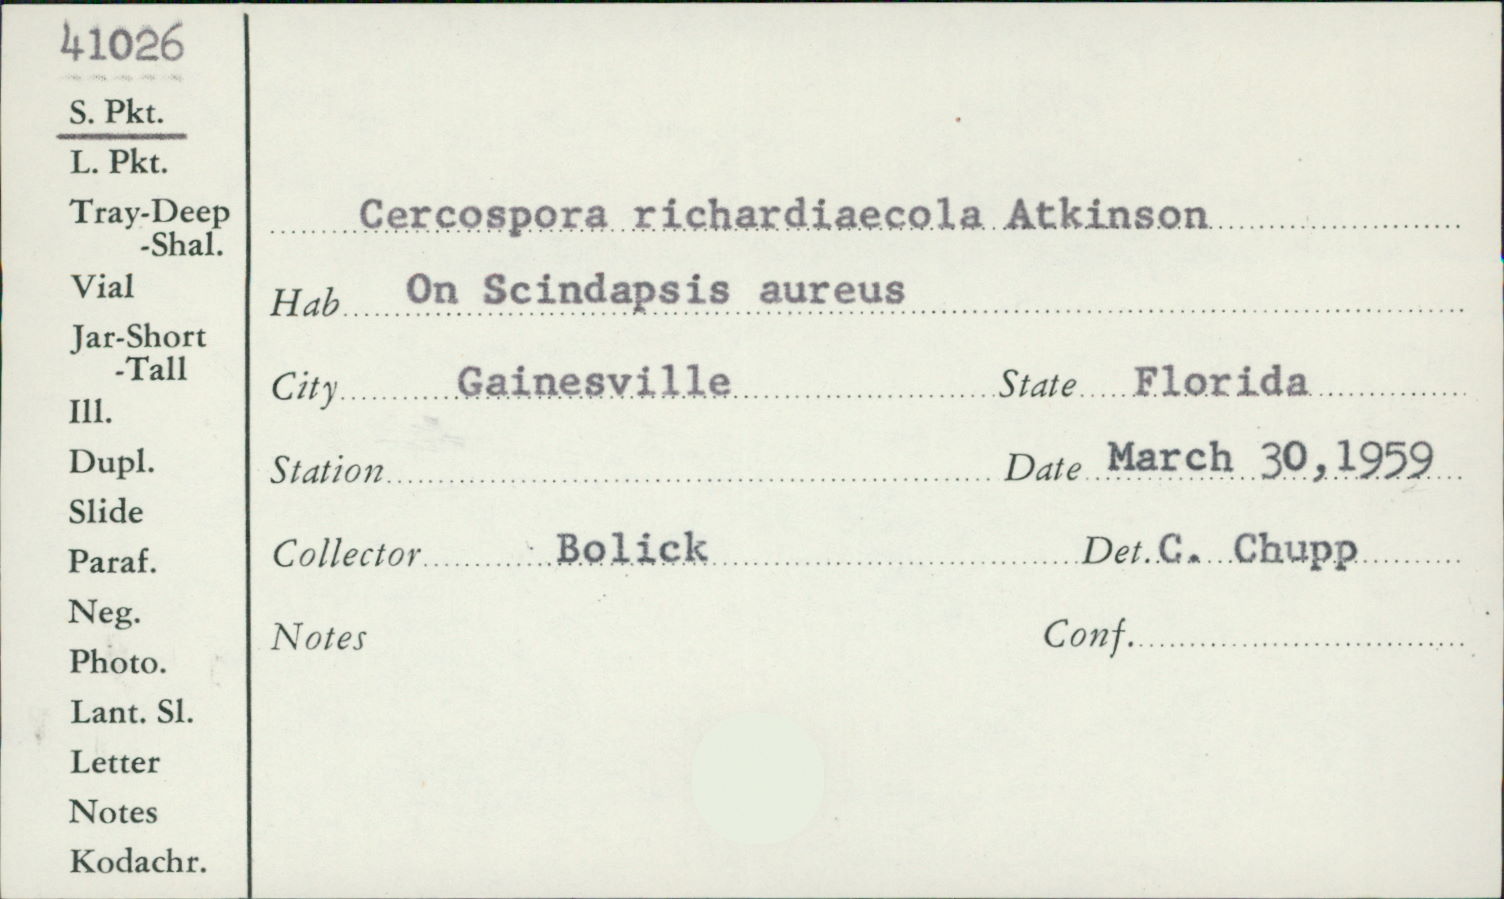 41026
S. Pkt.
L. Pkt.
Tray-Deep
-Shal.
Vial
Jar-Short
-Tall
Ill.
Dupl.
Slide
Paraf.
Neg.
Photo.
Lant. Sl.
Letter
Notes
Kodachr.
Cercospora richardiaecola Atkinson
Hab On Scindapsis aureus
City Gainesville State Florida
Station Date March 30,1959
Collector Bolick Det. C. Chupp
Notes Conf.